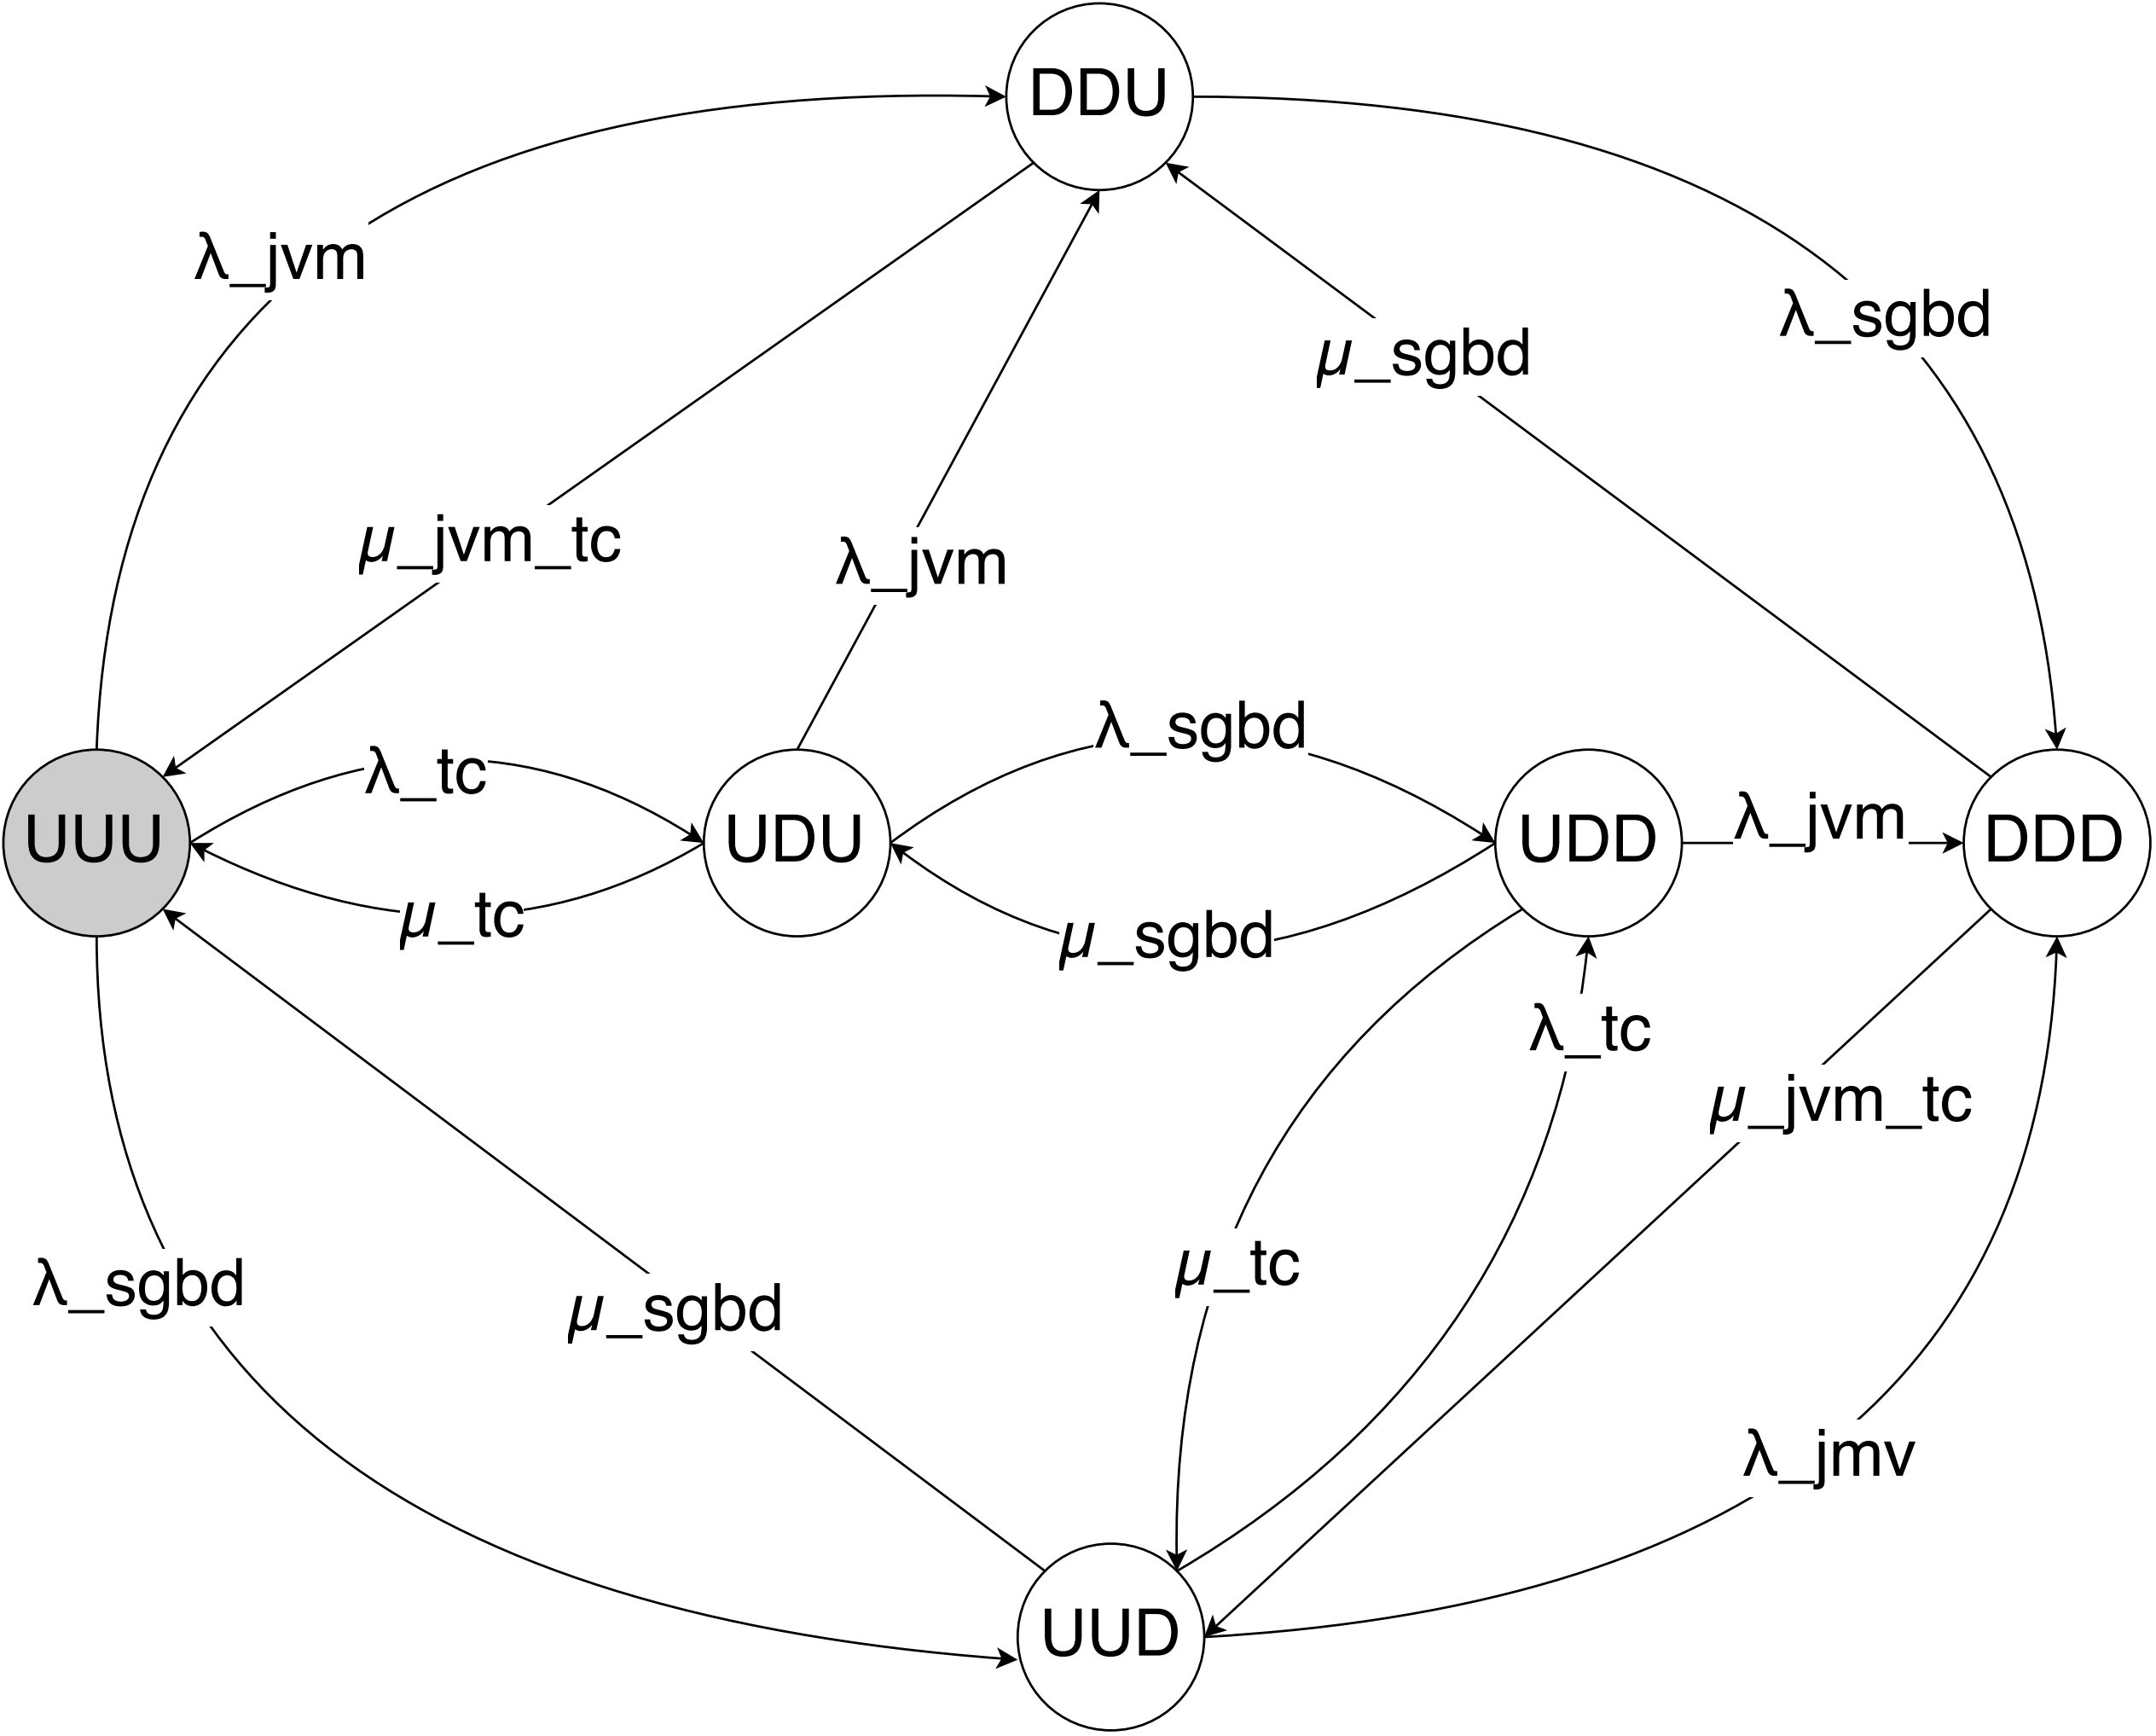 DDU
λ_jvm
λ_sgbd
μ_sgbd
μ_jvm_tc
λ_jvm
λ_sgbd
λ_tc
UUU
UDU
UDD
λ_jvm
DDD
μ_tc
μ_sgbd
λ_tc
μ_jvm_tc
μ_tc
λ_sgbd
μ_sgbd
λ_jmv
UUD